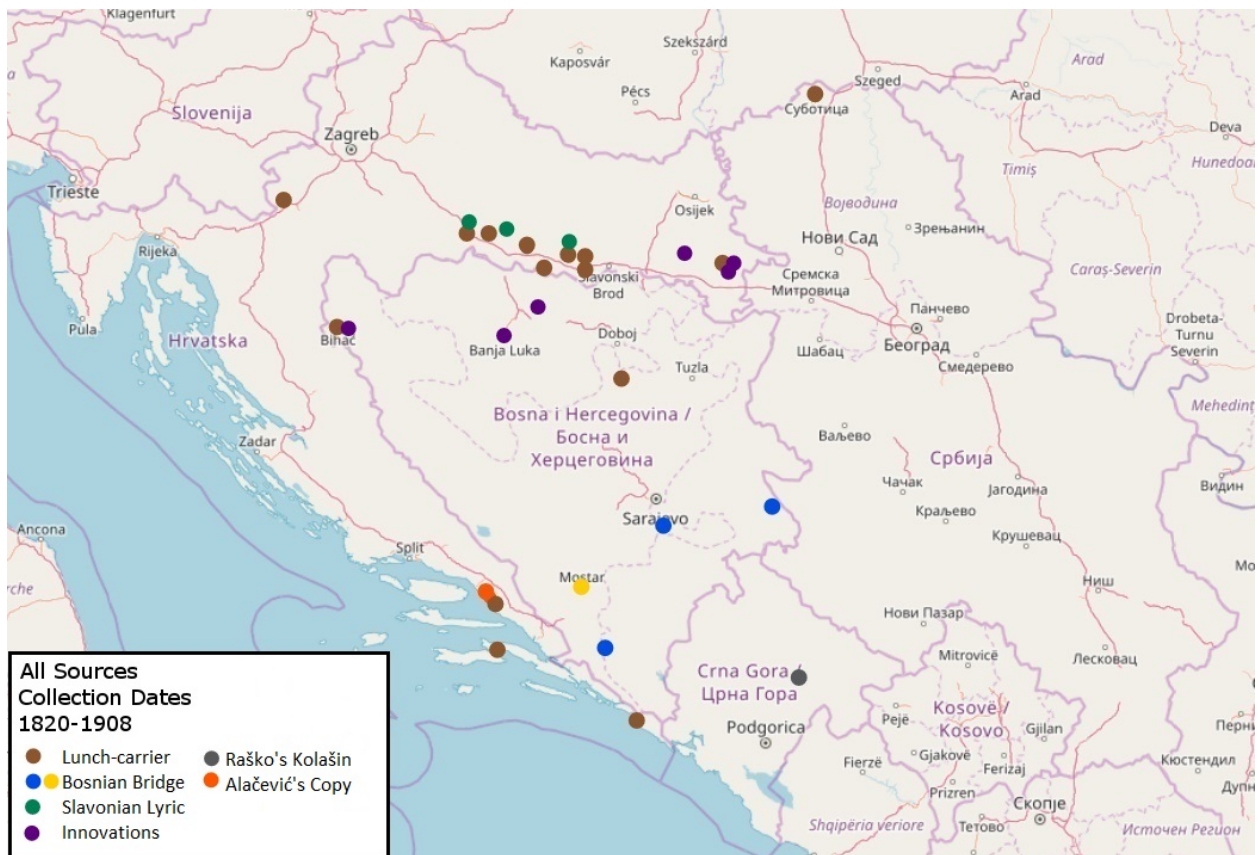 Klagenfurt
Maribor
Szekszárd
Kaposvár
Szeged
Arad
Arad
Pécs
Суботица
Slovenija
Zagreb
Deva
Hunedoar
Timiș
Trieste
Osijek
Војводина
Rijeka
Нови Сад
Зрењанин
Caraș-Severin
Slavonski
Brod
Сремска
Митровица
Панчево
Pula
Hrvatska
Bihać
Banja Luka
Doboj
Шабац
Београд
Drobeta-
Turnu
Severin
Tuzla
Смедерево
Mehedinț
Bosna i Hercegovina /
Босна и
Херцеговина
Ваљево
Zadar
Србија
Чачак
Јагодина
Видин
Краљево
Sarajevo
Ancona
Крушевац
Split
Mostar
Ниш
Нови Пазар
Mitrovicë
Лесковац
Crna Gora /
Црна Гора
Pejë
Kosovë /
Kosovo
Gjilan
Podgorica
Gjakovë
Ferizaj
Fierzë
Prizren
Перни
Кюстендил
Дупн
Скопје
Тетово
Shqipëria veriore
Източен Регион
All Sources
Collection Dates
1820-1908
Lunch-carrier
Raško's Kolašin
Bosnian Bridge
Alačević's Copy
Slavonian Lyric
Innovations